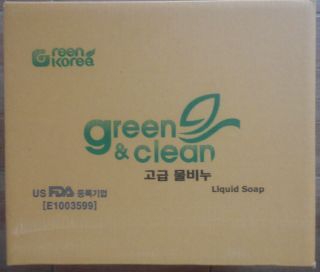 Green
Korea
green
& clean
고급 물비누
Liquid Soap
US FDA 등록기업
[E1003599]